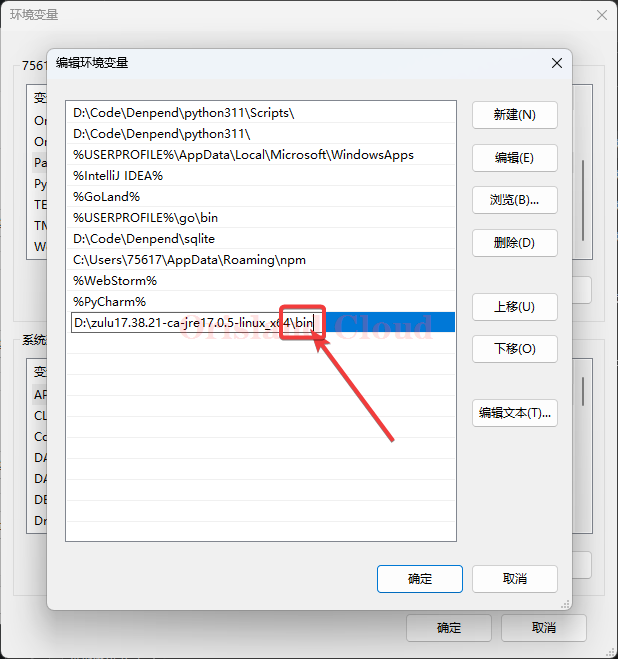 环境变量
编辑环境变量
7561
变
Or
Or
Pa
Py
TE
TM
W
D:\Code\Denpend\python311\Scripts\
D:\Code\Denpend\python311\
%USERPROFILE%\AppData\Local\Microsoft\WindowsApps
%IntelliJ IDEA%
%GoLand%
%USERPROFILE%\go\bin
D:\Code\Denpend\sqlite
C:\Users\75617\AppData\Roaming\npm
%WebStorm%
%PyCharm%
D:\zulu17.38.21-ca-jre17.0.5-linux_x64\bin
Orisland Cloud
新建(N)
编辑(E)
浏览(B)...
删除(D)
上移(U)
下移(O)
编辑文本(T)...
系统
变
AF
CL
Co
DA
DA
DE
Dr
确定
取消
确定
取消